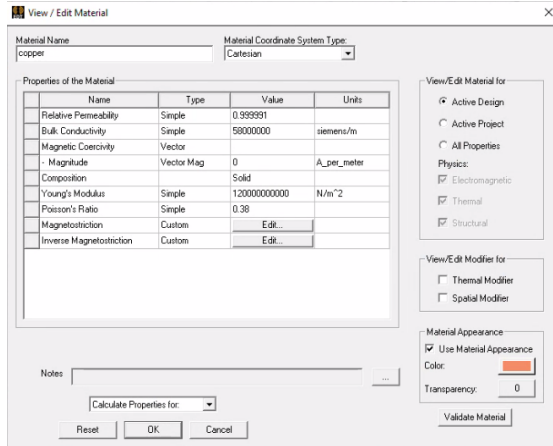 View / Edit Material
Material Name
copper
Material Coordinate System Type:
Cartesian
Properties of the Material
Name Type Value Units
Relative Permeability Simple 0.999991
Bulk Conductivity Simple 58000000 siemens/m
Magnetic Coercivity Vector
- Magnitude Vector Mag 0 A_per_meter
Composition Solid
Young's Modulus Simple 120000000000 N/m^2
Poisson's Ratio Simple 0.38
Magnetostriction Custom Edit...
Inverse Magnetostriction Custom Edit...
View/Edit Material for
Active Design
Active Project
All Properties
Physics:
Electromagnetic
Thermal
Structural
View/Edit Modifier for
Thermal Modifier
Spatial Modifier
Material Appearance
Use Material Appearance
Color:
Transparency: 0
Notes
...
Calculate Properties for:
Reset OK Cancel
Validate Material